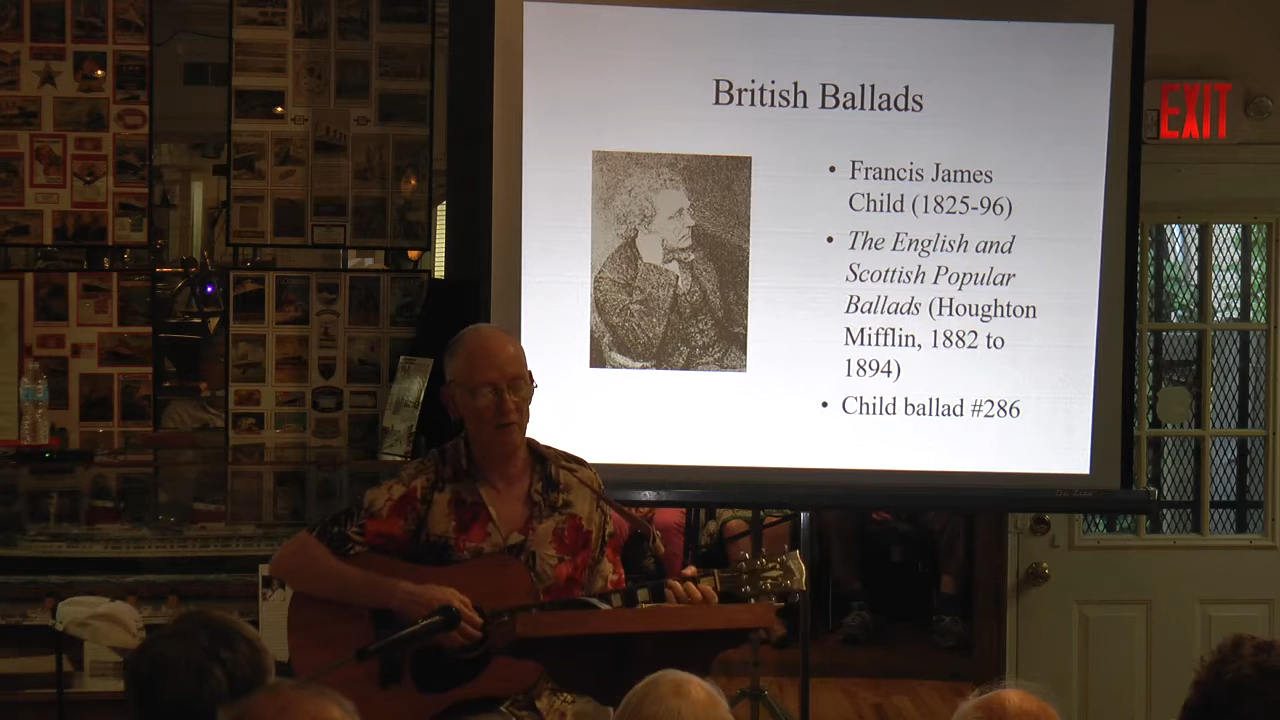 British Ballads
• Francis James
Child (1825-96)
• The English and
Scottish Popular
Ballads (Houghton
Mifflin, 1882 to
1894)
• Child ballad #286
EXIT